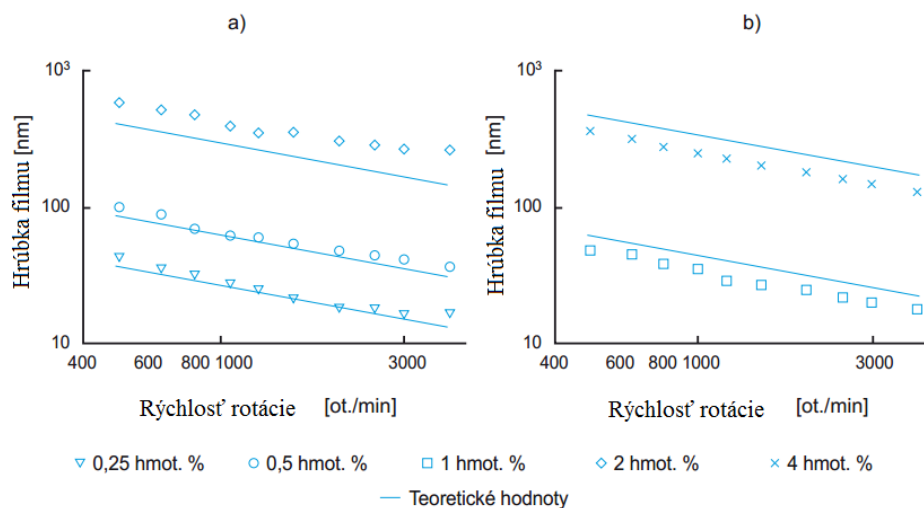 a)
b)
10³
100
10
Hrúbka filmu [nm]
400 600 800 1000 3000
Rýchlosť rotácie [ot./min]
10³
100
10
Hrúbka filmu [nm]
400 600 800 1000 3000
Rýchlosť rotácie [ot./min]
0,25 hmot. % 0,5 hmot. % 1 hmot. % 2 hmot. % 4 hmot. %
Teoretické hodnoty